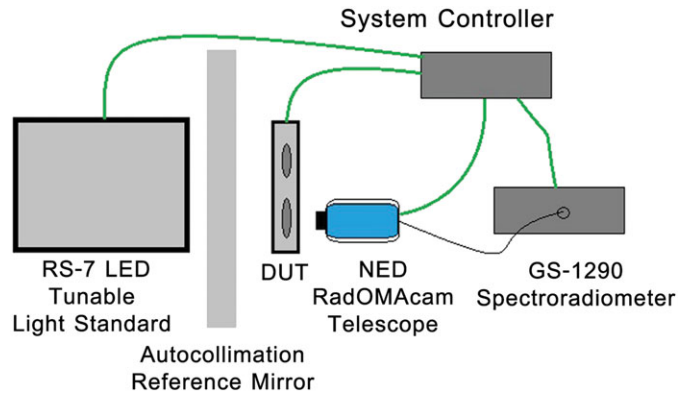 System Controller
RS-7 LED
Tunable
Light Standard
DUT
NED
RadOMAcam
Telescope
GS-1290
Spectroradiometer
Autocollimation
Reference Mirror